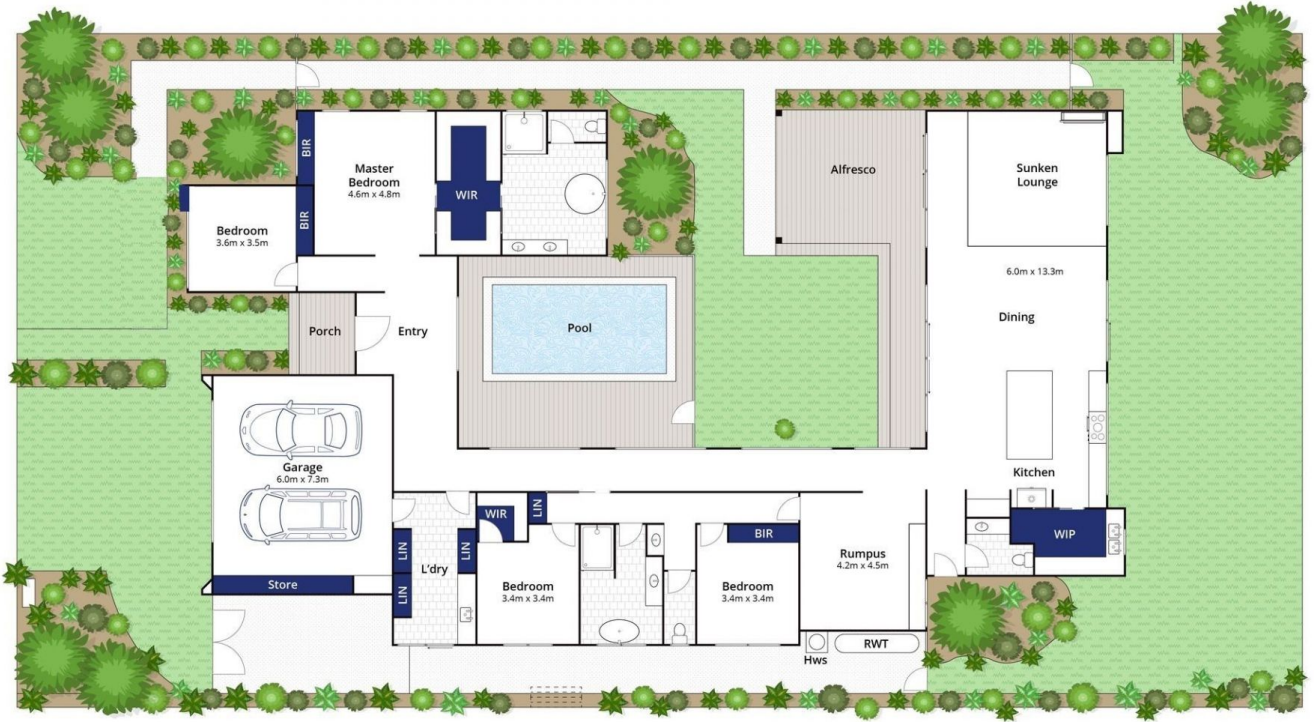 BIR
Master
Bedroom
4.6m x 4.8m
WIR
Alfresco
Sunken
Lounge
Bedroom
3.6m x 3.5m
BIR
6.0m x 13.3m
Dining
Porch
Entry
Pool
Garage
6.0m x 7.3m
Kitchen
WIR
LIN
BIR
WIP
LIN
LIN
L'dry
Rumpus
4.2m x 4.5m
Store
LIN
Bedroom
3.4m x 3.4m
Bedroom
3.4m x 3.4m
Hws
RWT